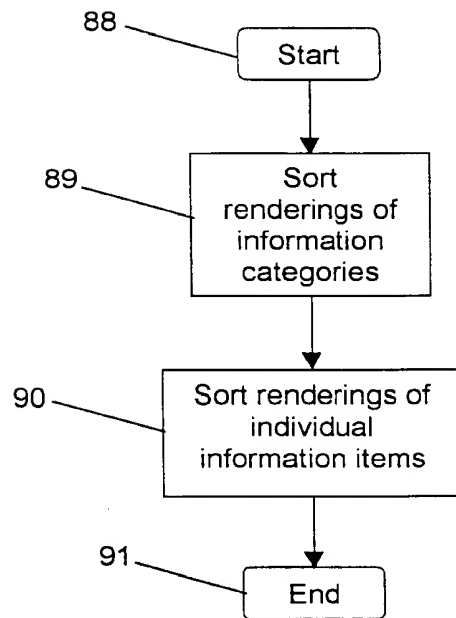 88
Start
89
Sort
renderings of
information
categories
90
Sort renderings of
individual
information items
91
End